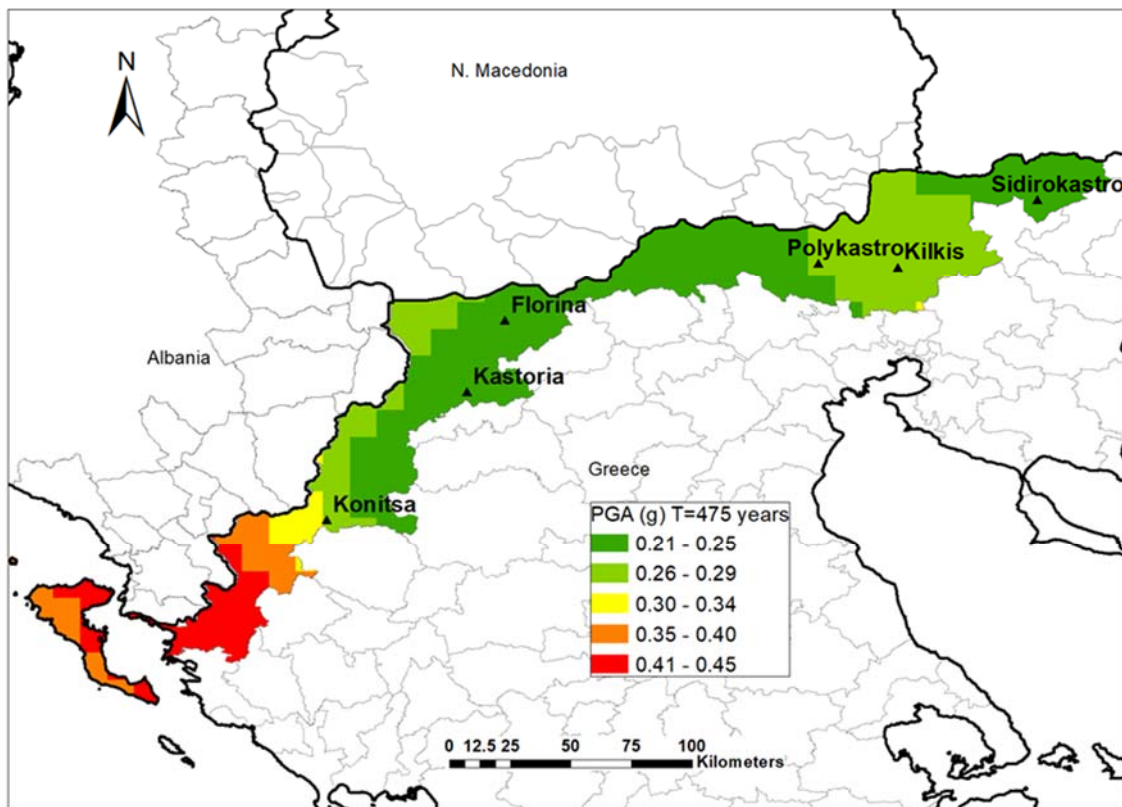 N
N. Macedonia
Sidirokastro
Polykastro Kilkis
Florina
Albania
Kastoria
Greece
Konitsa
PGA (g) T=475 years
0.21 - 0.25
0.26 - 0.29
0.30 - 0.34
0.35 - 0.40
0.41 - 0.45
0 12.5 25 50 75 100
Kilometers